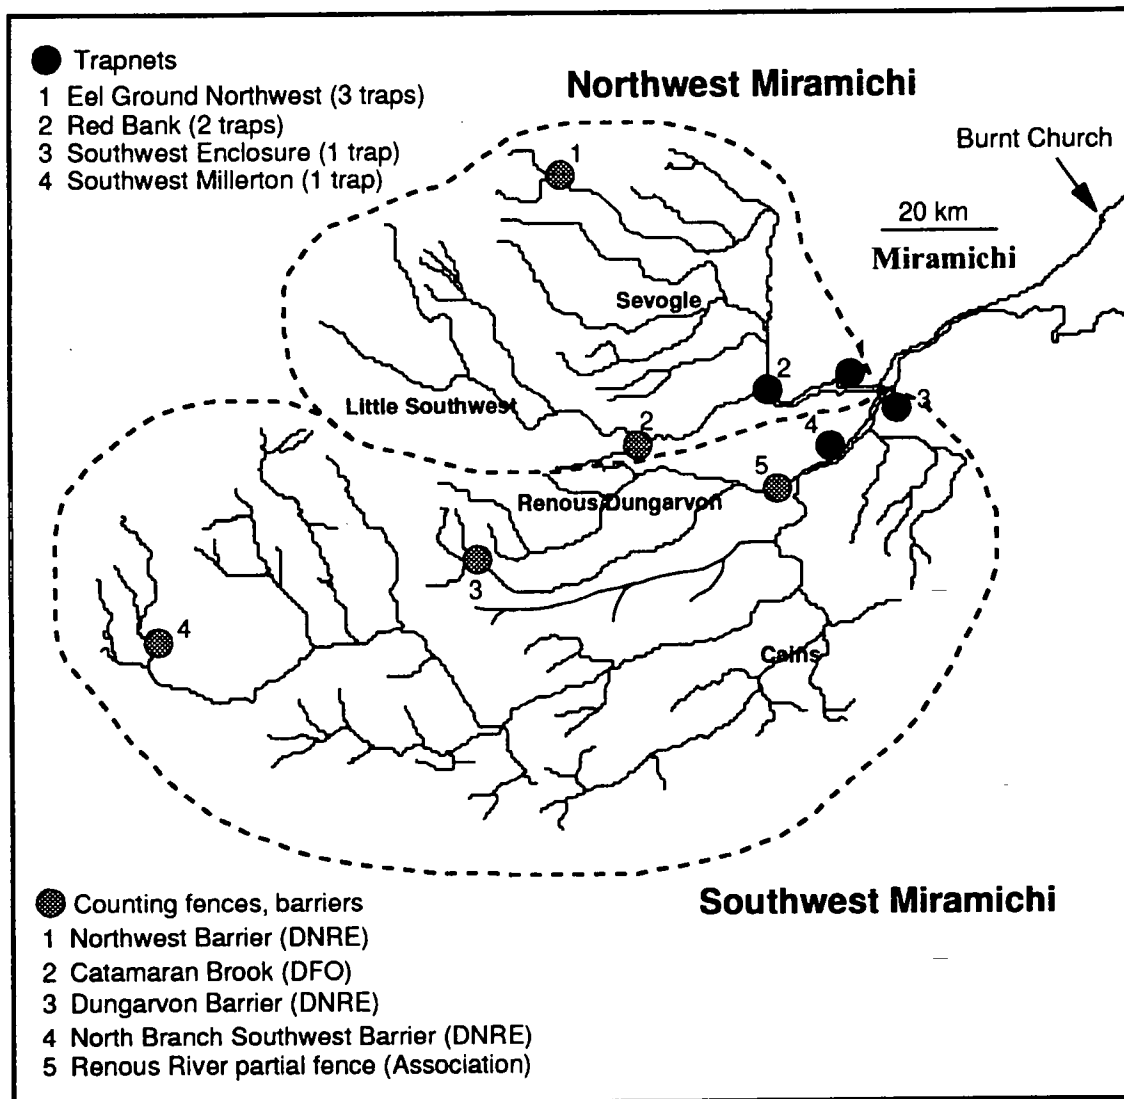 Trapnets
1 Eel Ground Northwest (3 traps)
2 Red Bank (2 traps)
3 Southwest Enclosure (1 trap)
4 Southwest Millerton (1 trap)
Northwest Miramichi
Burnt Church
20 km
Miramichi
1
Sevogle
2
3
Little Southwest
2
4
5
Renous/Dungarvon
3
4
Cains
Southwest Miramichi
Counting fences, barriers
1 Northwest Barrier (DNRE)
2 Catamaran Brook (DFO)
3 Dungarvon Barrier (DNRE)
4 North Branch Southwest Barrier (DNRE)
5 Renous River partial fence (Association)